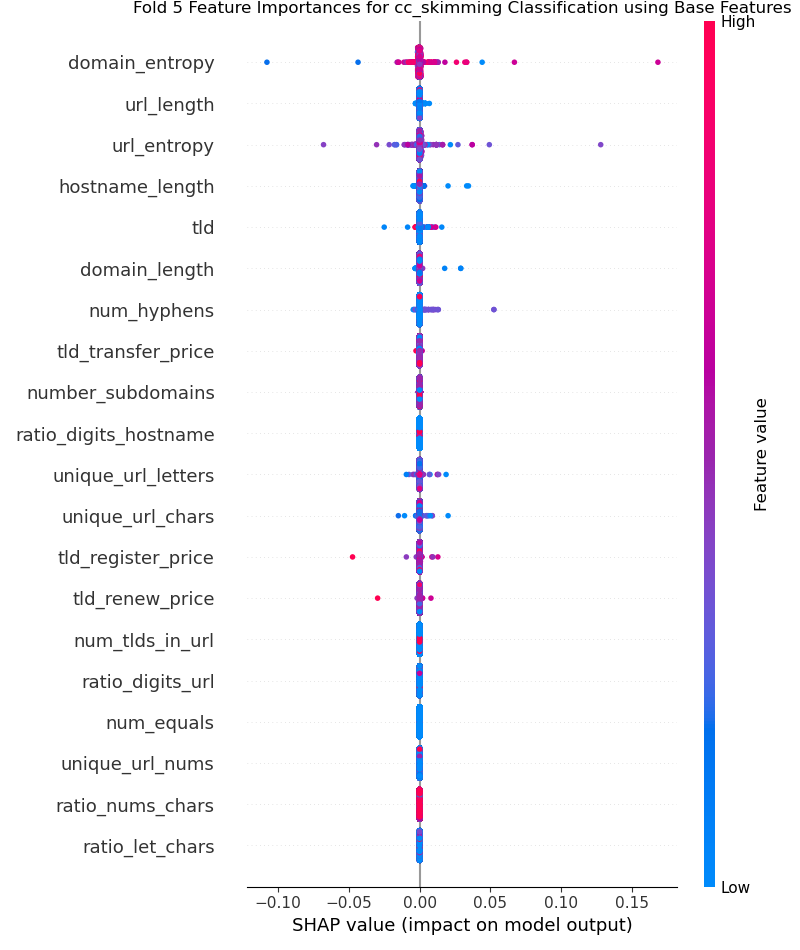 Fold 5 Feature Importances for cc_skimming Classification using Base Features
High
domain_entropy
url_length
url_entropy
hostname_length
tld
domain_length
num_hyphens
tld_transfer_price
number_subdomains
ratio_digits_hostname
unique_url_letters
unique_url_chars
tld_register_price
tld_renew_price
num_tlds_in_url
ratio_digits_url
num_equals
unique_url_nums
ratio_nums_chars
ratio_let_chars
Feature value
Low
−0.10 −0.05 0.00 0.05 0.10 0.15
SHAP value (impact on model output)